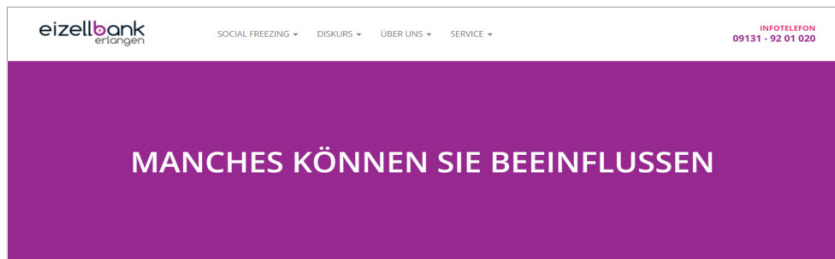 eizellbank
erlangen
SOCIAL FREEZING DISKURS ÜBER UNS SERVICE
INFOTELEFON
09131 - 92 01 020
MANCHES KÖNNEN SIE BEEINFLUSSEN